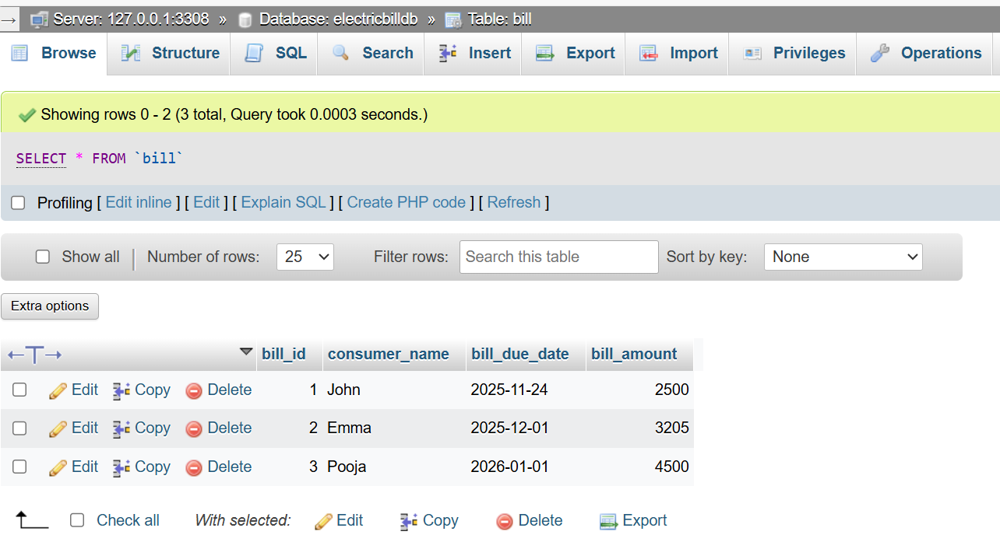 Server: 127.0.0.1:3308 » Database: electricbilldb » Table: bill
Browse Structure SQL Search Insert Export Import Privileges Operations
Showing rows 0 - 2 (3 total, Query took 0.0003 seconds.)
SELECT * FROM `bill`
Profiling [ Edit inline ] [ Edit ] [ Explain SQL ] [ Create PHP code ] [ Refresh ]
Show all | Number of rows: 25 Filter rows: Search this table Sort by key: None
Extra options
←T→ bill_id consumer_name bill_due_date bill_amount
Edit Copy Delete 1 John 2025-11-24 2500
Edit Copy Delete 2 Emma 2025-12-01 3205
Edit Copy Delete 3 Pooja 2026-01-01 4500
Check all With selected: Edit Copy Delete Export